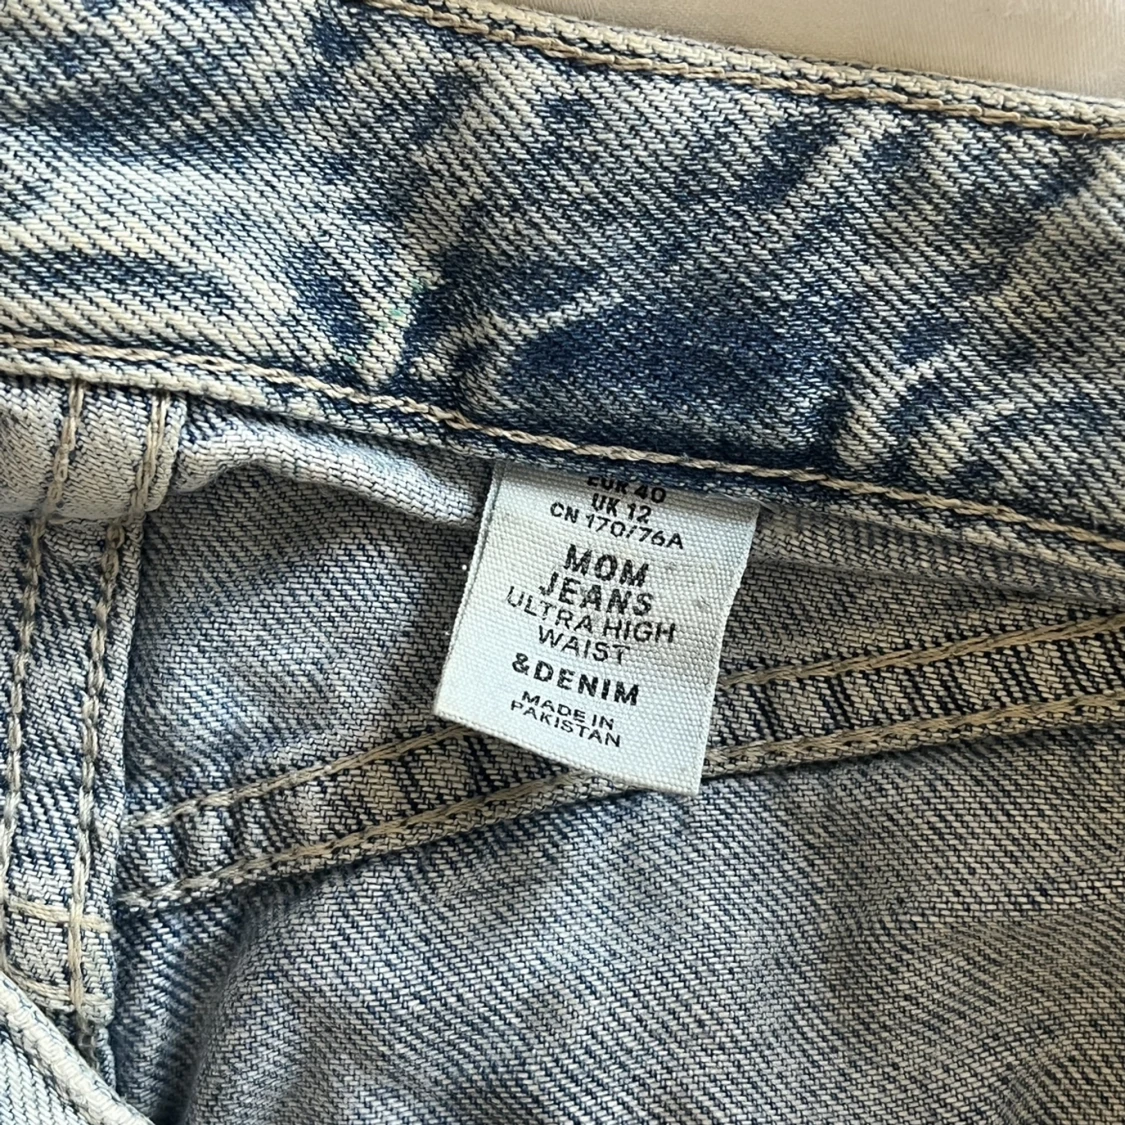 EUR 40
UK 12
CN 170/76A
MOM
JEANS
ULTRA HIGH
WAIST
&DENIM
MADE IN
PAKISTAN